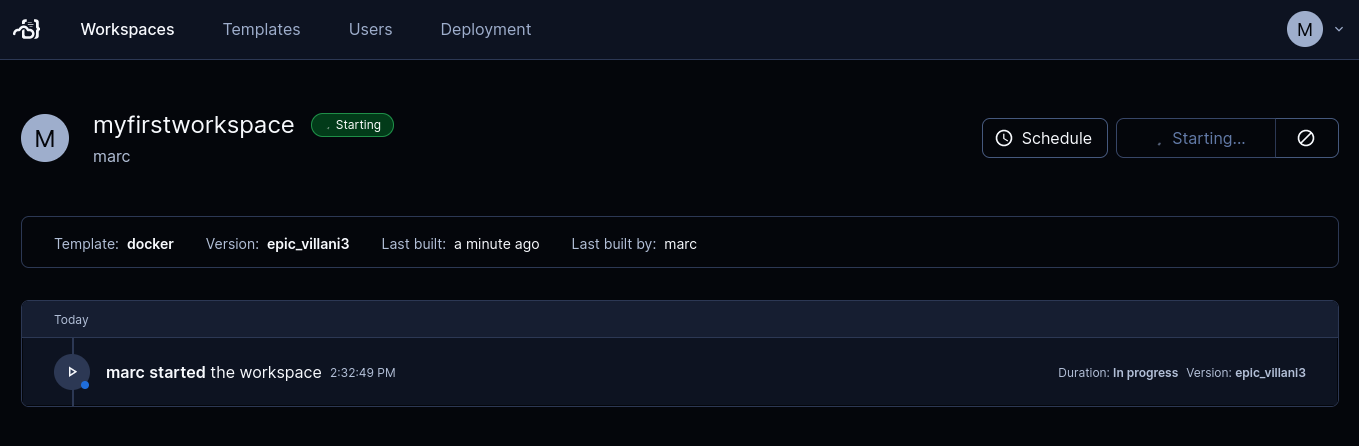 Workspaces Templates Users Deployment M
M myfirstworkspace Starting
marc
Schedule Starting...
Template: docker Version: epic_villani3 Last built: a minute ago Last built by: marc
Today
marc started the workspace 2:32:49 PM Duration: In progress Version: epic_villani3